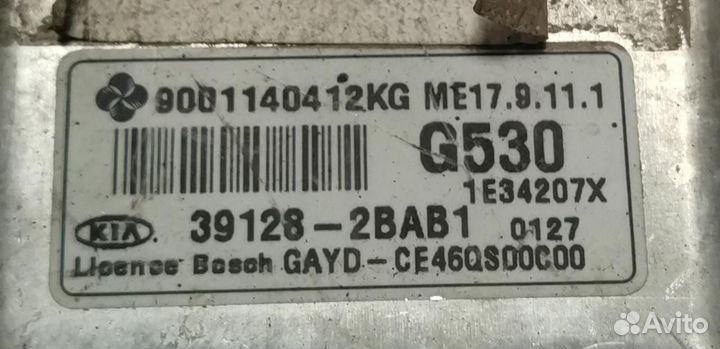 9001140412KG ME17.9.11.1
G530
1E34207X
KIA 39128-2BAB1 0127
Licence Bosch GAYD-CE46QS00C00
Avito